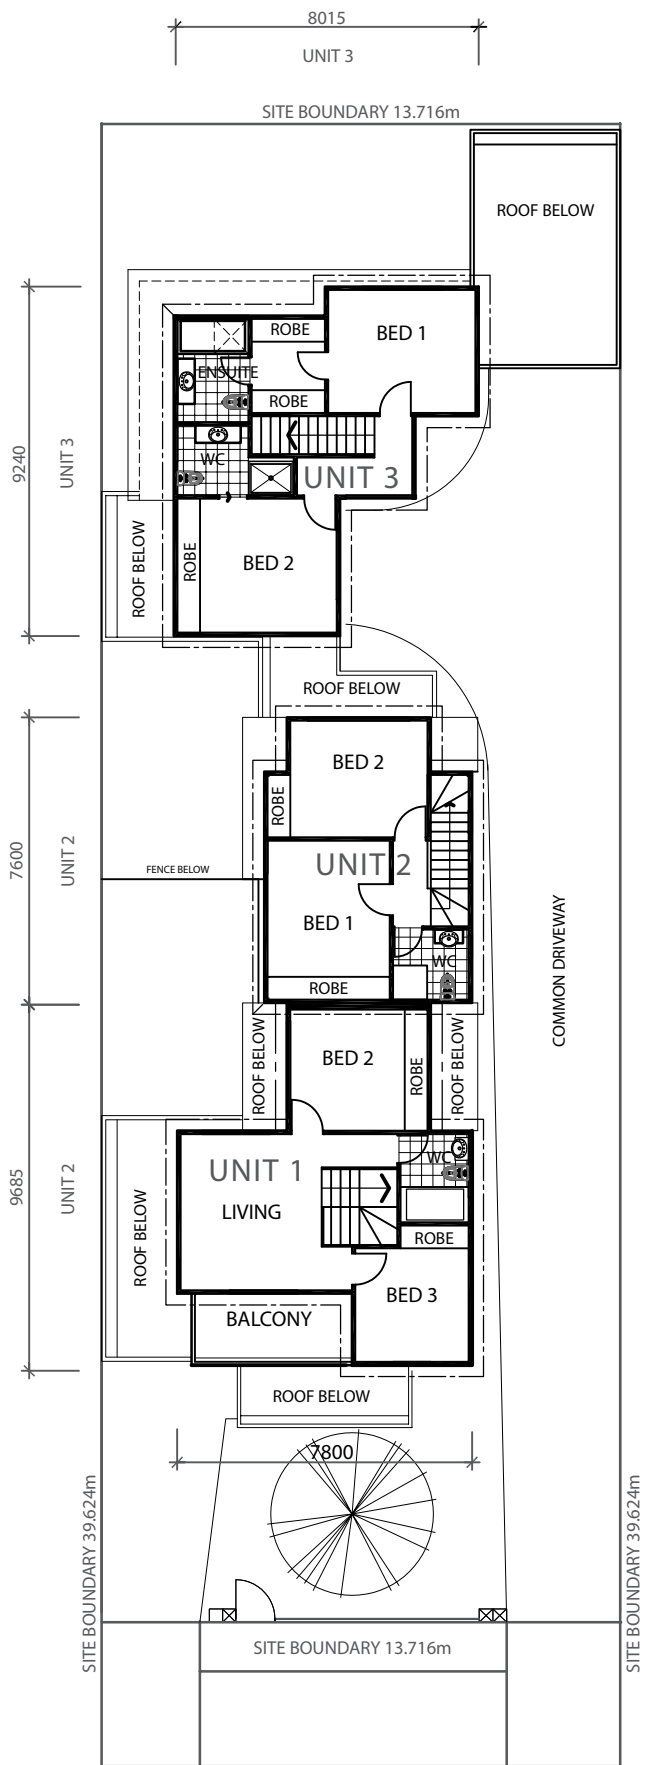 8015
UNIT 3
SITE BOUNDARY 13.716m
ROOF BELOW
ROBE
BED 1
ENSUITE
ROBE
WC
UNIT 3
9240
UNIT 3
ROOF BELOW
ROBE
BED 2
ROOF BELOW
BED 2
ROBE
7600
UNIT 2
UNIT 2
FENCE BELOW
BED 1
WC
ROBE
COMMON DRIVEWAY
ROOF BELOW
BED 2
ROBE
ROOF BELOW
9685
UNIT 2
UNIT 1
WC
LIVING
ROOF BELOW
ROBE
BED 3
BALCONY
ROOF BELOW
7800
SITE BOUNDARY 39.624m
SITE BOUNDARY 39.624m
SITE BOUNDARY 13.716m